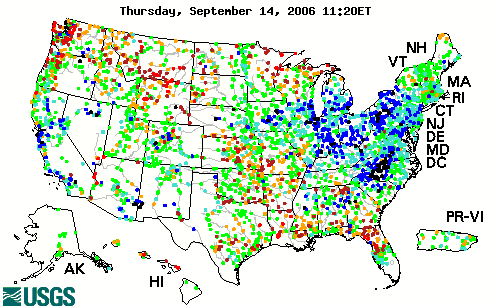 Thursday, September 14, 2006 11:20ET
NH
VT
MA
RI
CT
NJ
DE
MD
DC
PR-VI
AK
HI
USGS